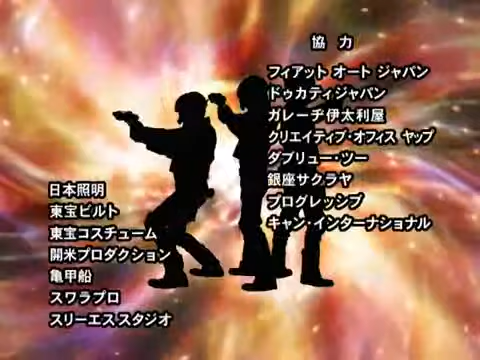 協 力
フィアット オート ジャパン
ドゥカティジャパン
ガレーヂ伊太利屋
クリエイティブ・オフィス ヤップ
ダブリュー・ツー
銀座サクラヤ
プログレッシブ
キャン・インターナショナル
日本照明
東宝ビルト
東宝コスチューム
開米プロダクション
亀甲船
スワラプロ
スリーエススタジオ